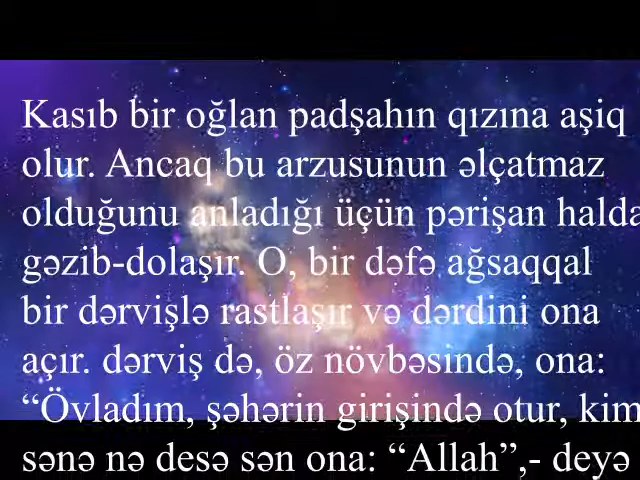 Kasıb bir oğlan padşahın qızına aşiq
olur. Ancaq bu arzusunun əlçatmaz
olduğunu anladığı üçün pərişan halda
gəzib-dolaşır. O, bir dəfə ağsaqqal
bir dərvişlə rastlaşır və dərdini ona
açır. dərviş də, öz növbəsində, ona:
“Övladım, şəhərin girişində otur, kim
sənə nə desə sən ona: “Allah”,- deyə